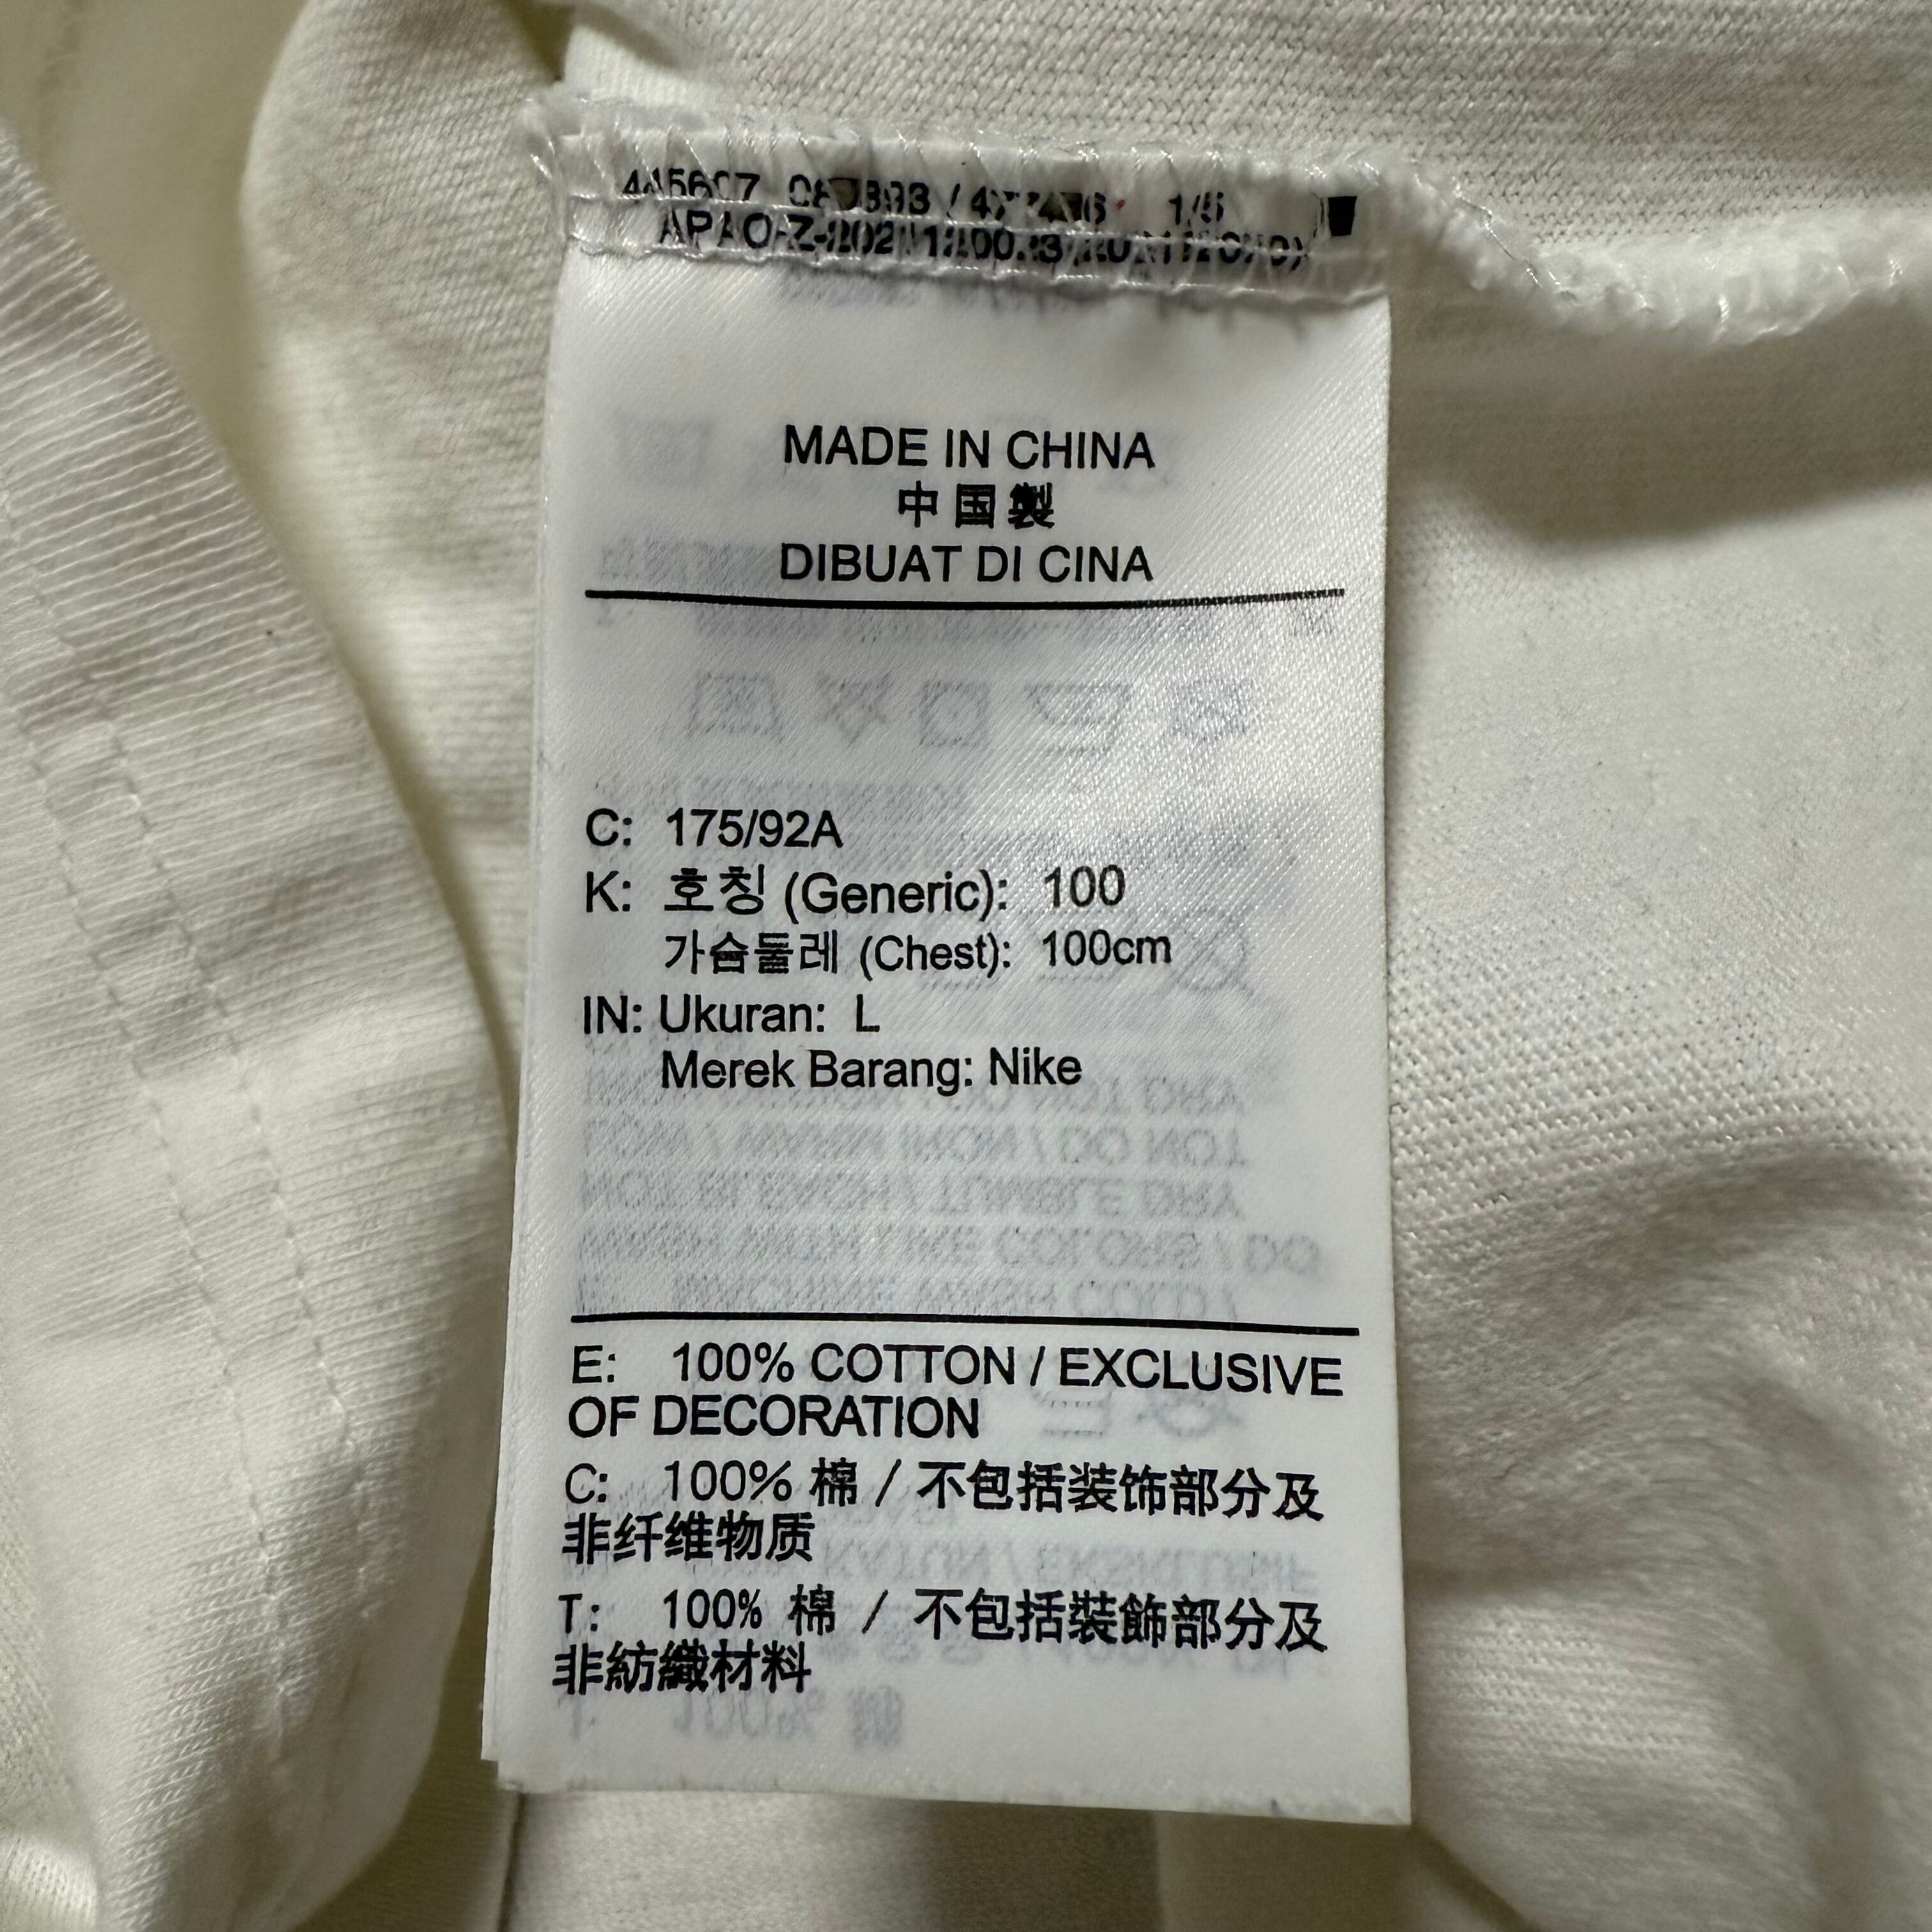 1/5
MADE IN CHINA
中国製
DIBUAT DI CINA
C: 175/92A
K: 호칭 (Generic): 100
가슴둘레 (Chest): 100cm
IN: Ukuran: L
Merek Barang: Nike
E: 100% COTTON / EXCLUSIVE
OF DECORATION
C: 100% 棉 / 不包括装饰部分及
非纤维物质
T: 100% 棉 / 不包括裝飾部分及
非紡織材料